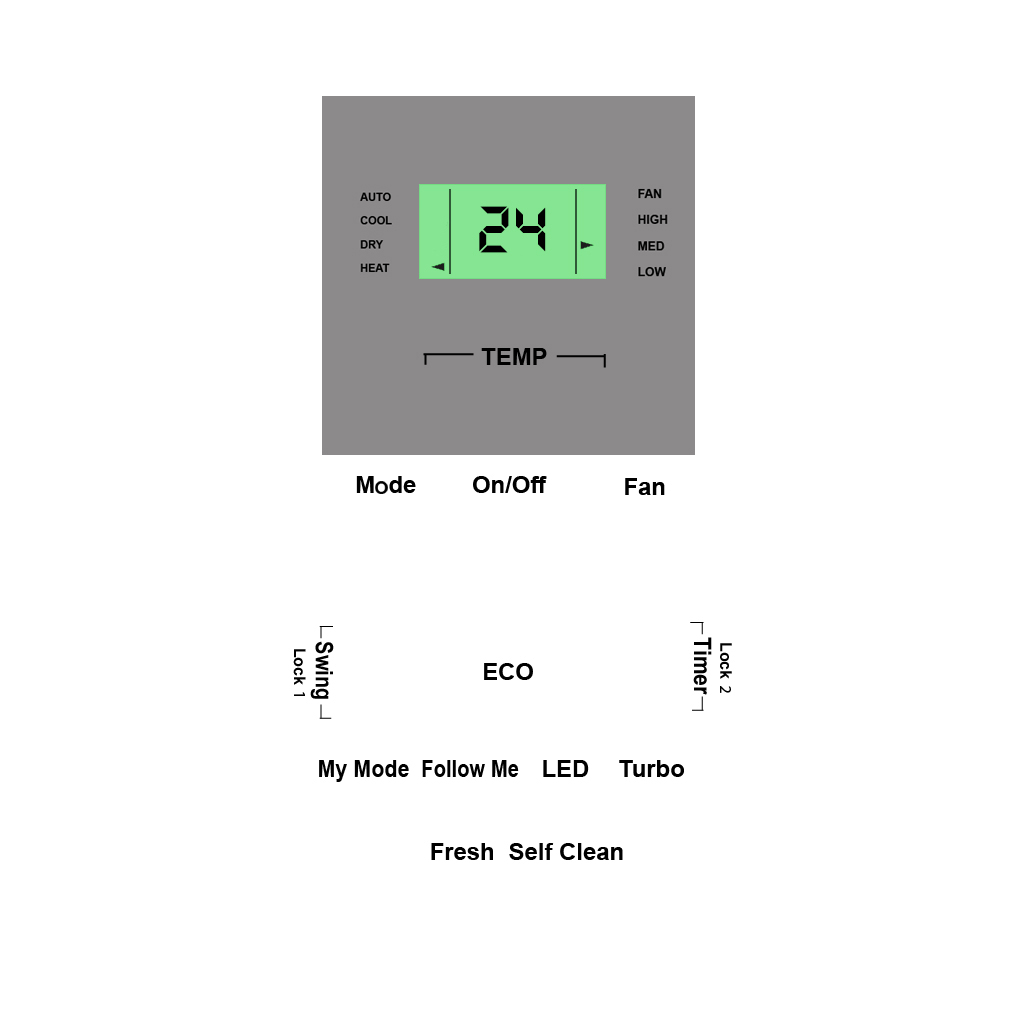 AUTO
COOL
DRY
HEAT
24
FAN
HIGH
MED
LOW
TEMP
Mode On/Off Fan
Swing
Lock 1
ECO
Timer
Lock 2
My Mode Follow Me LED Turbo
Fresh Self Clean